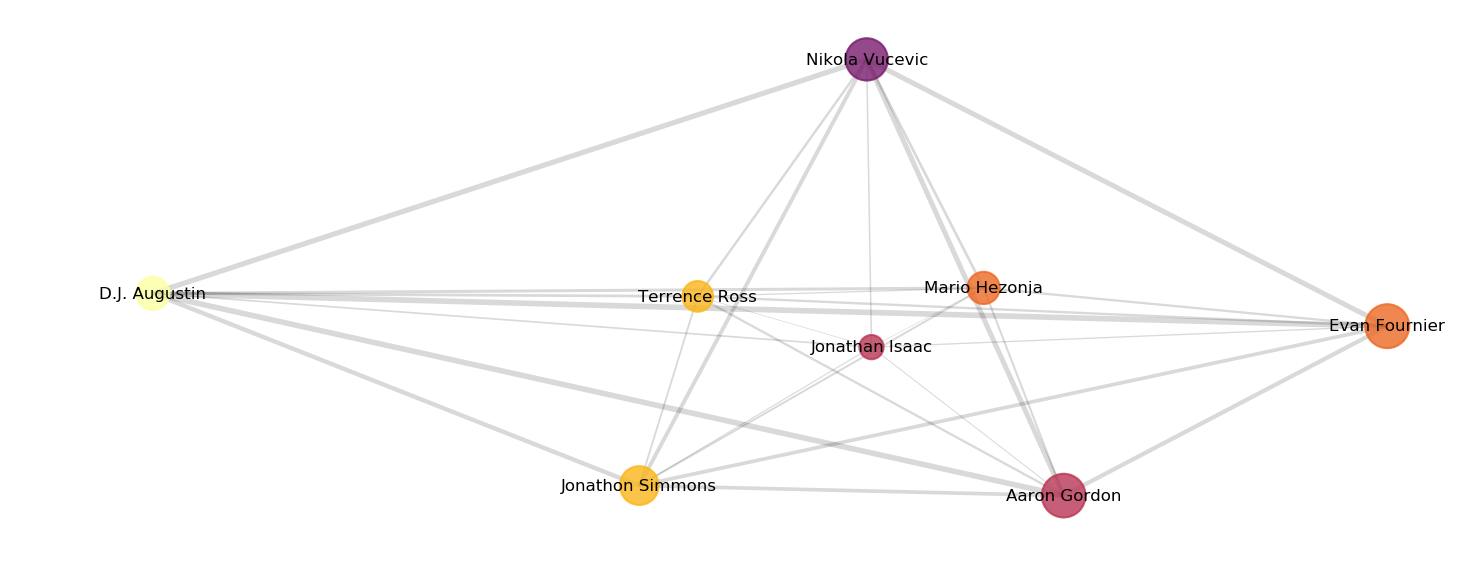 Nikola Vucevic
D.J. Augustin
Terrence Ross
Mario Hezonja
Evan Fournier
Jonathan Isaac
Jonathon Simmons
Aaron Gordon